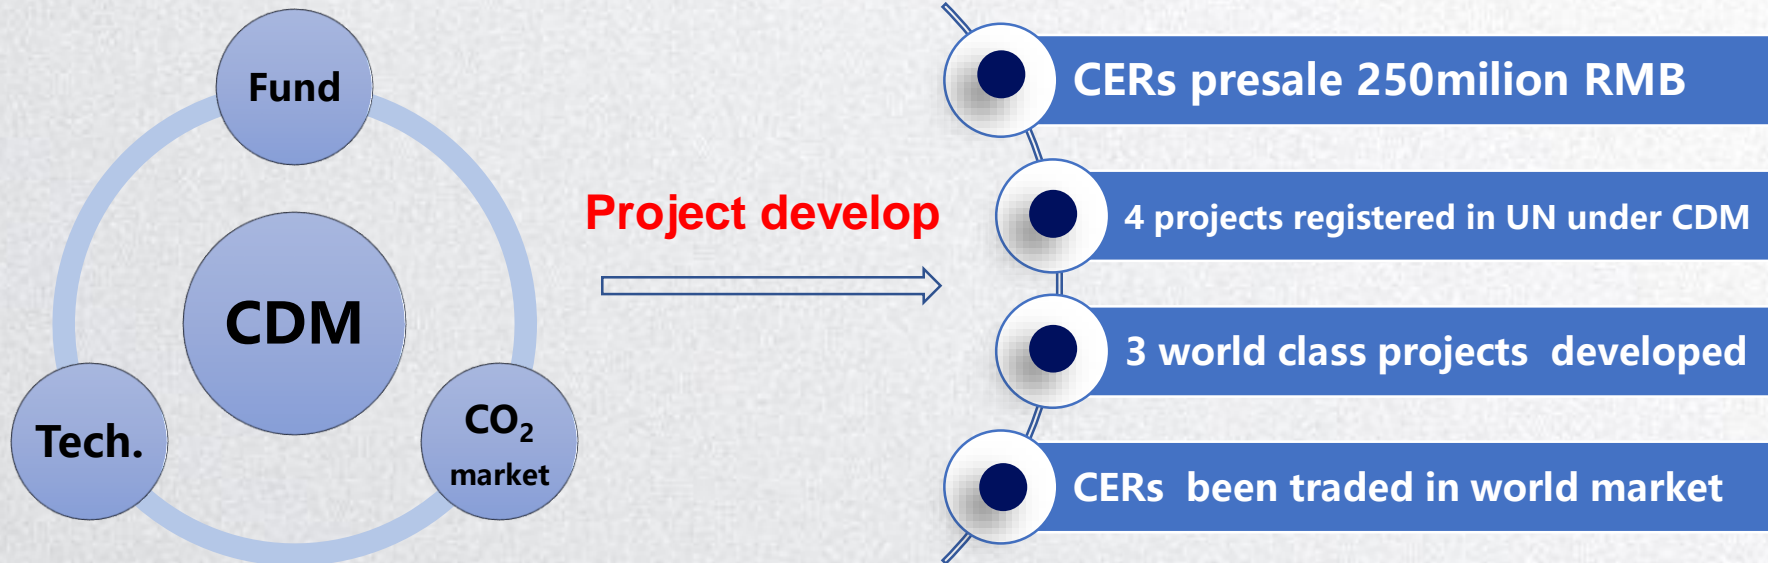 Fund
CDM
Tech.
CO₂
market
Project develop
CERs presale 250milion RMB
4 projects registered in UN under CDM
3 world class projects developed
CERs been traded in world market